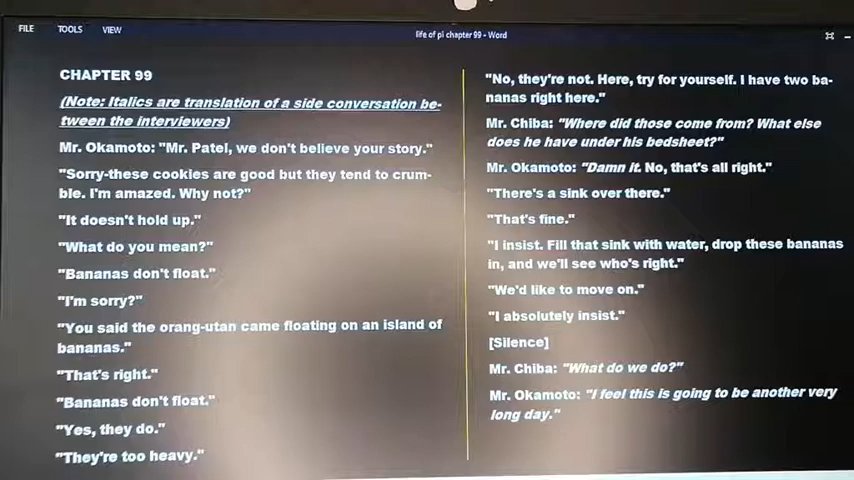 FILE TOOLS VIEW
life of pi chapter 99 - Word
CHAPTER 99
(Note: Italics are translation of a side conversation be-
tween the interviewers)
Mr. Okamoto: "Mr. Patel, we don't believe your story."
"Sorry-these cookies are good but they tend to crum-
ble. I'm amazed. Why not?"
"It doesn't hold up."
"What do you mean?"
"Bananas don't float."
"I'm sorry?"
"You said the orang-utan came floating on an island of
bananas."
"That's right."
"Bananas don't float."
"Yes, they do."
"They're too heavy."
"No, they're not. Here, try for yourself. I have two ba-
nanas right here."
Mr. Chiba: "Where did those come from? What else
does he have under his bedsheet?"
Mr. Okamoto: "Damn it. No, that's all right."
"There's a sink over there."
"That's fine."
"I insist. Fill that sink with water, drop these bananas
in, and we'll see who's right."
"We'd like to move on."
"I absolutely insist."
[Silence]
Mr. Chiba: "What do we do?"
Mr. Okamoto: "I feel this is going to be another very
long day."